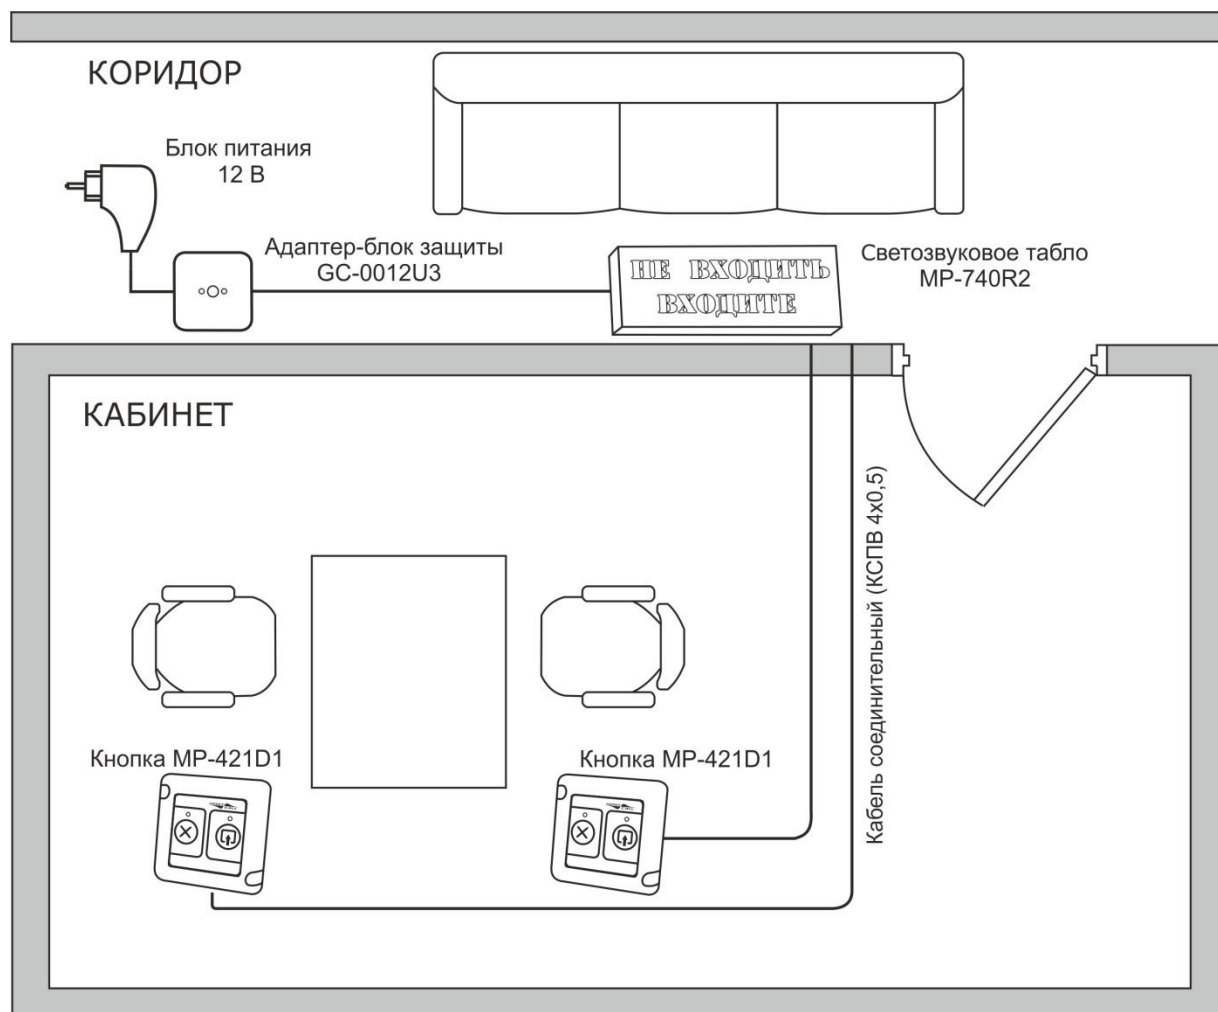 КОРИДОР
Блок питания
12 В
Адаптер-блок защиты
GC-0012U3
НЕ ВХОДИТЬ
ВХОДИТЕ
Светозвуковое табло
MP-740R2
КАБИНЕТ
Кабель соединительный (КСПВ 4х0,5)
Кнопка MP-421D1
Кнопка MP-421D1